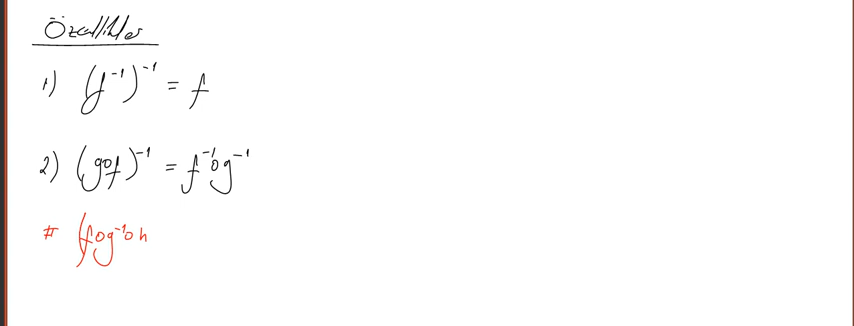 Özellikler
1) (f⁻¹)⁻¹ = f
2) (gof)⁻¹ = f⁻¹og⁻¹
# (fog⁻¹oh